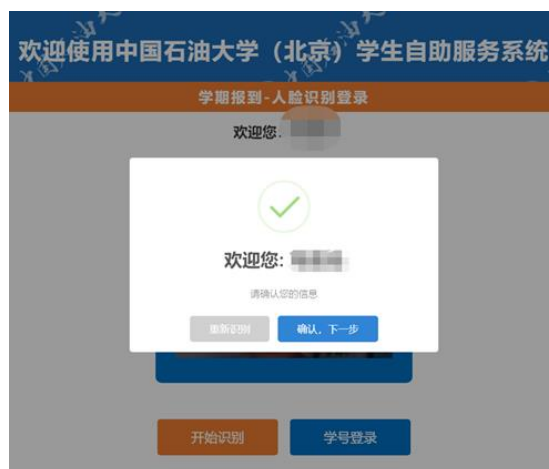 欢迎使用中国石油大学（北京）学生自助服务系统
学期报到-人脸识别登录
欢迎您:
欢迎您:
请确认您的信息
重新识别 确认，下一步
开始识别 学号登录